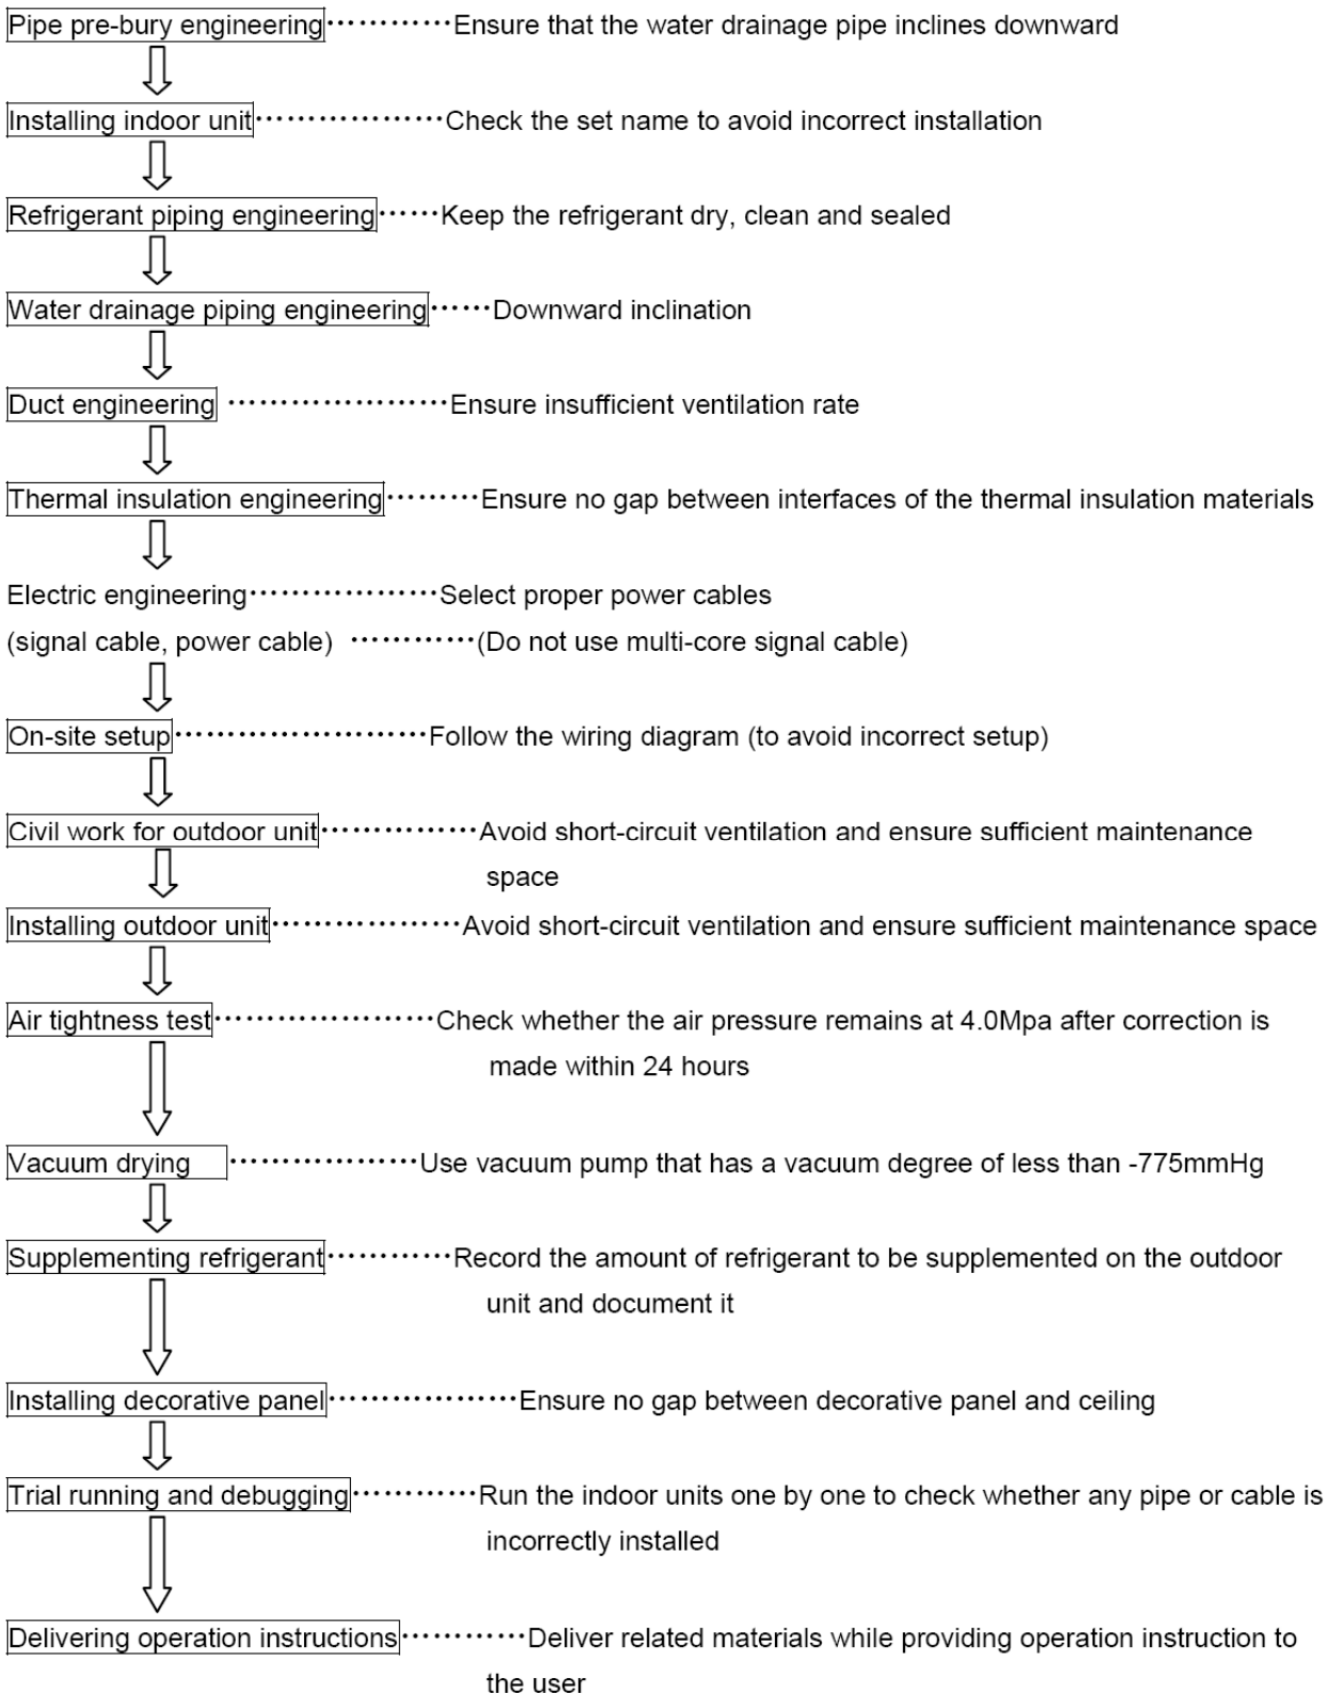 Pipe pre-bury engineering············Ensure that the water drainage pipe inclines downward
Installing indoor unit··················Check the set name to avoid incorrect installation
Refrigerant piping engineering······Keep the refrigerant dry, clean and sealed
Water drainage piping engineering······Downward inclination
Duct engineering ·····················Ensure insufficient ventilation rate
Thermal insulation engineering·········Ensure no gap between interfaces of the thermal insulation materials
Electric engineering··················Select proper power cables
(signal cable, power cable) ············(Do not use multi-core signal cable)
On-site setup························Follow the wiring diagram (to avoid incorrect setup)
Civil work for outdoor unit···············Avoid short-circuit ventilation and ensure sufficient maintenance
space
Installing outdoor unit··················Avoid short-circuit ventilation and ensure sufficient maintenance space
Air tightness test·····················Check whether the air pressure remains at 4.0Mpa after correction is
made within 24 hours
Vacuum drying ··················Use vacuum pump that has a vacuum degree of less than -775mmHg
Supplementing refrigerant············Record the amount of refrigerant to be supplemented on the outdoor
unit and document it
Installing decorative panel··················Ensure no gap between decorative panel and ceiling
Trial running and debugging············Run the indoor units one by one to check whether any pipe or cable is
incorrectly installed
Delivering operation instructions············Deliver related materials while providing operation instruction to
the user